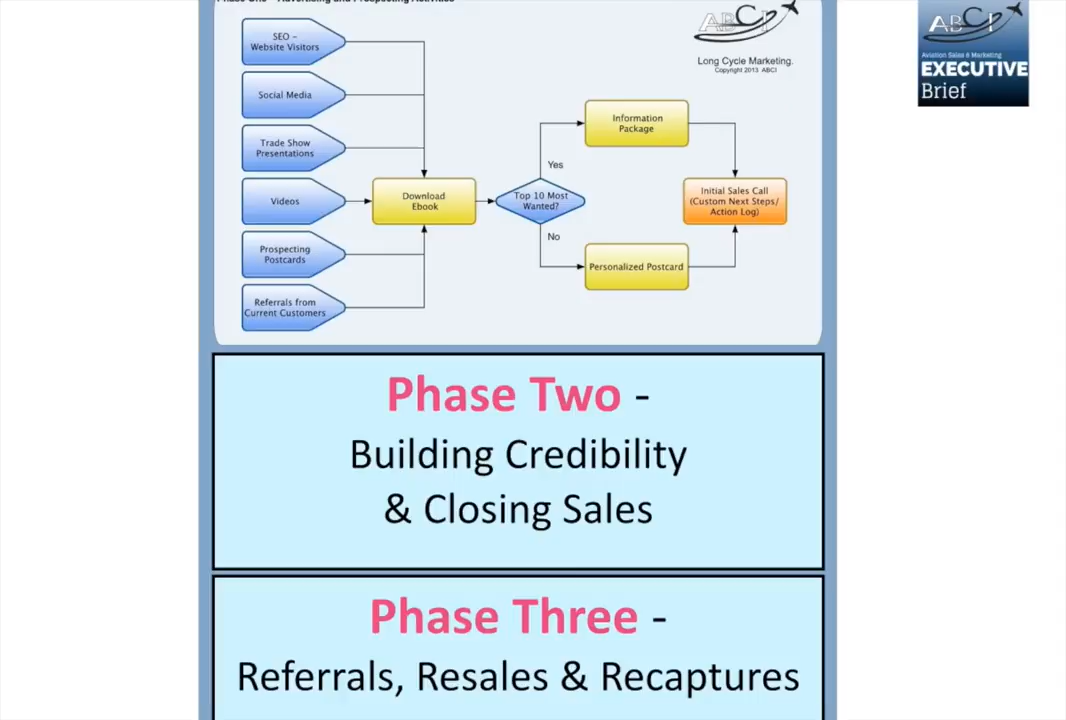 Phase One - Advertising and Prospecting Activities
SEO -
Website Visitors
Social Media
Trade Show
Presentations
Videos
Prospecting
Postcards
Referrals from
Current Customers
Download
Ebook
Top 10 Most
Wanted?
Yes
No
Information
Package
Personalized Postcard
Initial Sales Call
(Custom Next Steps/
Action Log)
ABCI
Long Cycle Marketing.
Copyright 2013 ABCI
ABCI
Aviation Sales & Marketing
EXECUTIVE
Brief
Phase Two -
Building Credibility
& Closing Sales
Phase Three -
Referrals, Resales & Recaptures